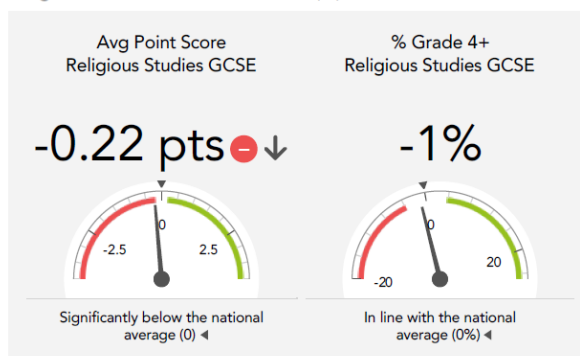 Avg Point Score
Religious Studies GCSE
-0.22 pts
-2.5
0
2.5
Significantly below the national
average (0)
% Grade 4+
Religious Studies GCSE
-1%
-20
0
20
In line with the national
average (0%)